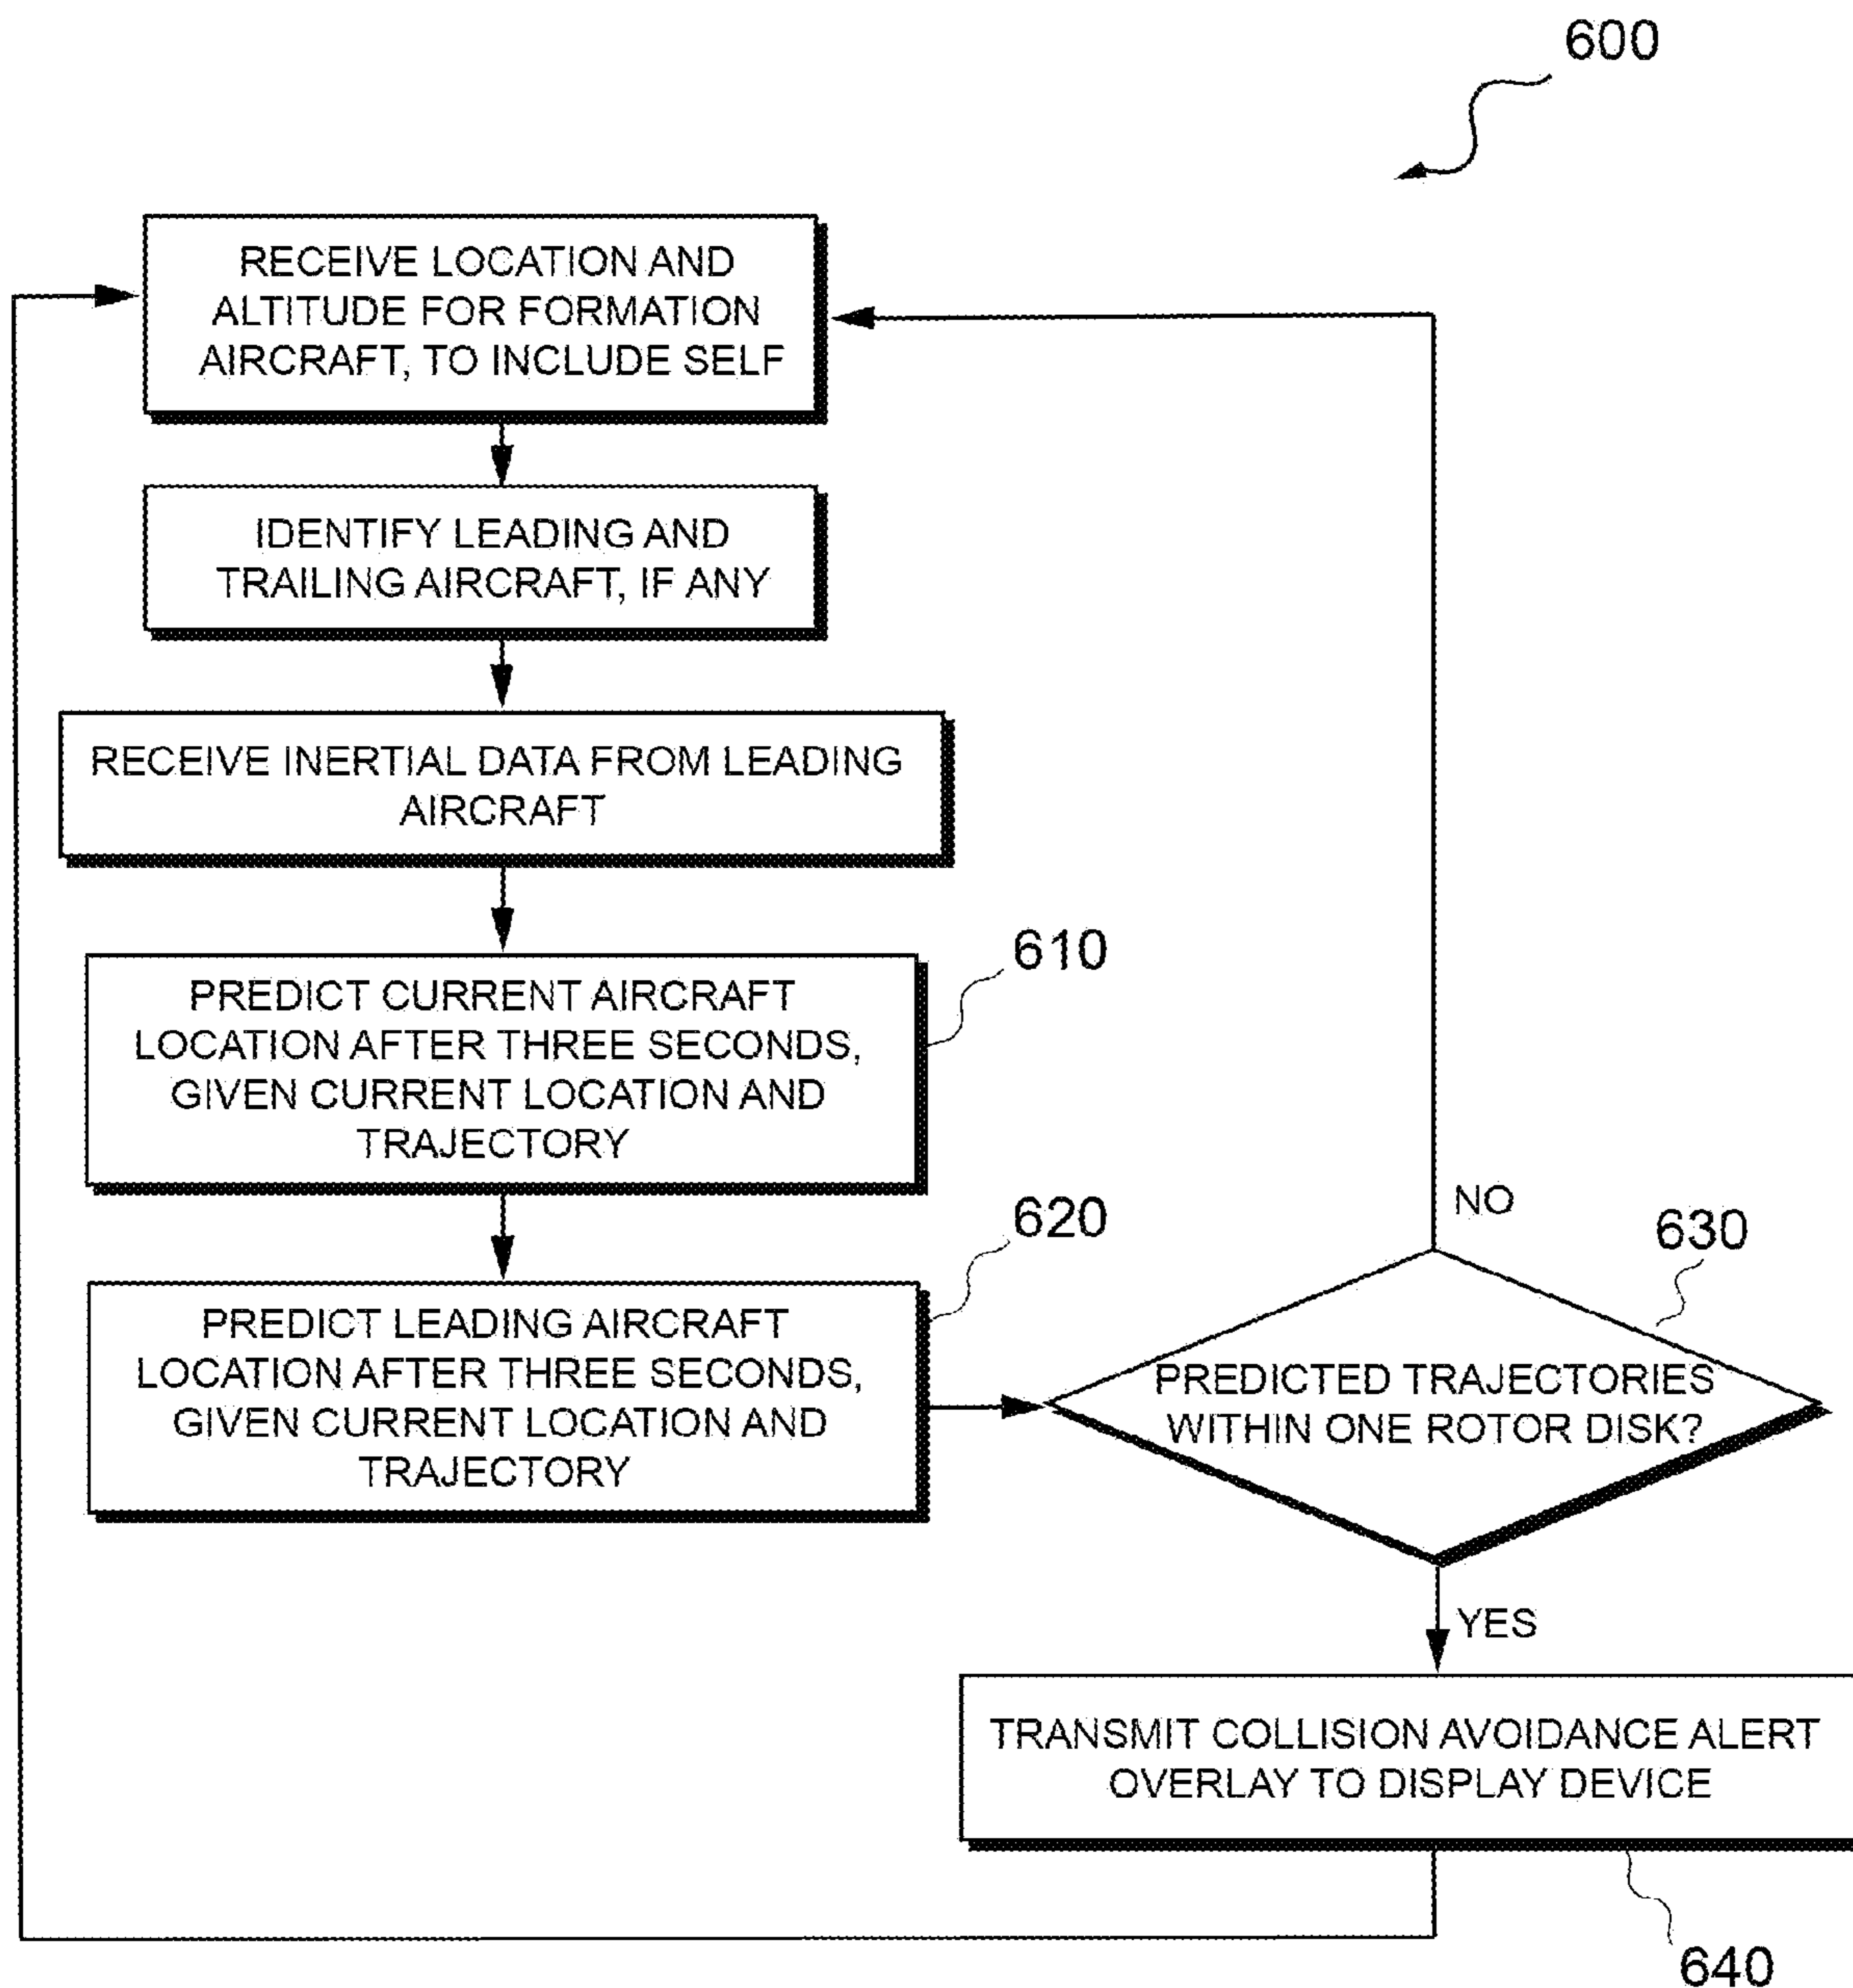 600
RECEIVE LOCATION AND
ALTITUDE FOR FORMATION
AIRCRAFT, TO INCLUDE SELF
IDENTIFY LEADING AND
TRAILING AIRCRAFT, IF ANY
RECEIVE INERTIAL DATA FROM LEADING
AIRCRAFT
610
PREDICT CURRENT AIRCRAFT
LOCATION AFTER THREE SECONDS,
GIVEN CURRENT LOCATION AND
TRAJECTORY
620
PREDICT LEADING AIRCRAFT
LOCATION AFTER THREE SECONDS,
GIVEN CURRENT LOCATION AND
TRAJECTORY
NO
630
PREDICTED TRAJECTORIES
WITHIN ONE ROTOR DISK?
YES
TRANSMIT COLLISION AVOIDANCE ALERT
OVERLAY TO DISPLAY DEVICE
640